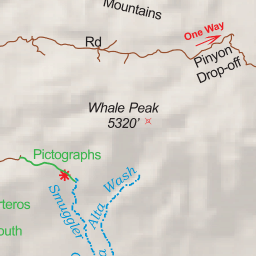 Mountains
One Way
Rd
Pinyon
Drop-off
Whale Peak
5320'
Pictographs
Alta Wash
Smuggler
rteros
outh